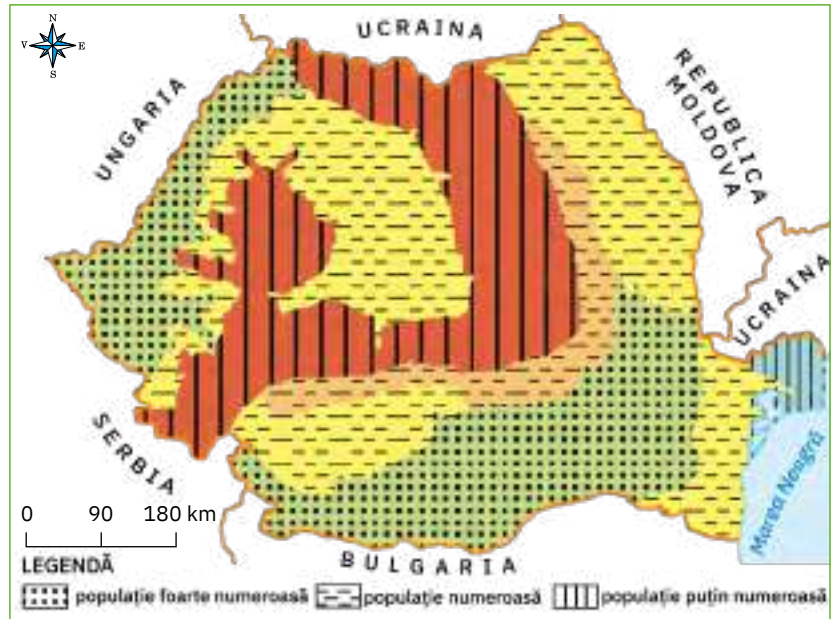 N
V
E
S
UCRAINA
UNGARIA
REPUBLICA
MOLDOVA
UCRAINA
SERBIA
Marea Neagră
0 90 180 km
BULGARIA
LEGENDĂ
populație foarte numeroasă populație numeroasă populație puțin numeroasă